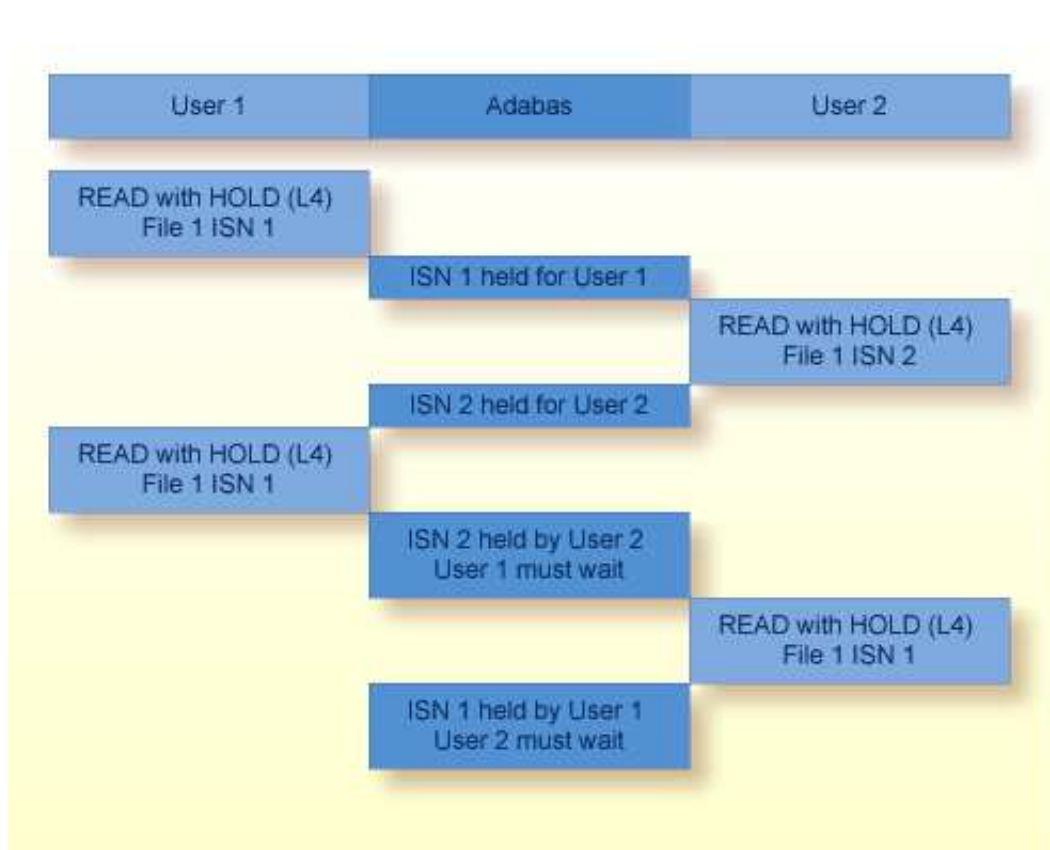 User 1
Adabas
User 2
READ with HOLD (L4)
File 1 ISN 1
ISN 1 held for User 1
READ with HOLD (L4)
File 1 ISN 2
ISN 2 held for User 2
READ with HOLD (L4)
File 1 ISN 1
ISN 2 held by User 2
User 1 must wait
READ with HOLD (L4)
File 1 ISN 1
ISN 1 held by User 1
User 2 must wait